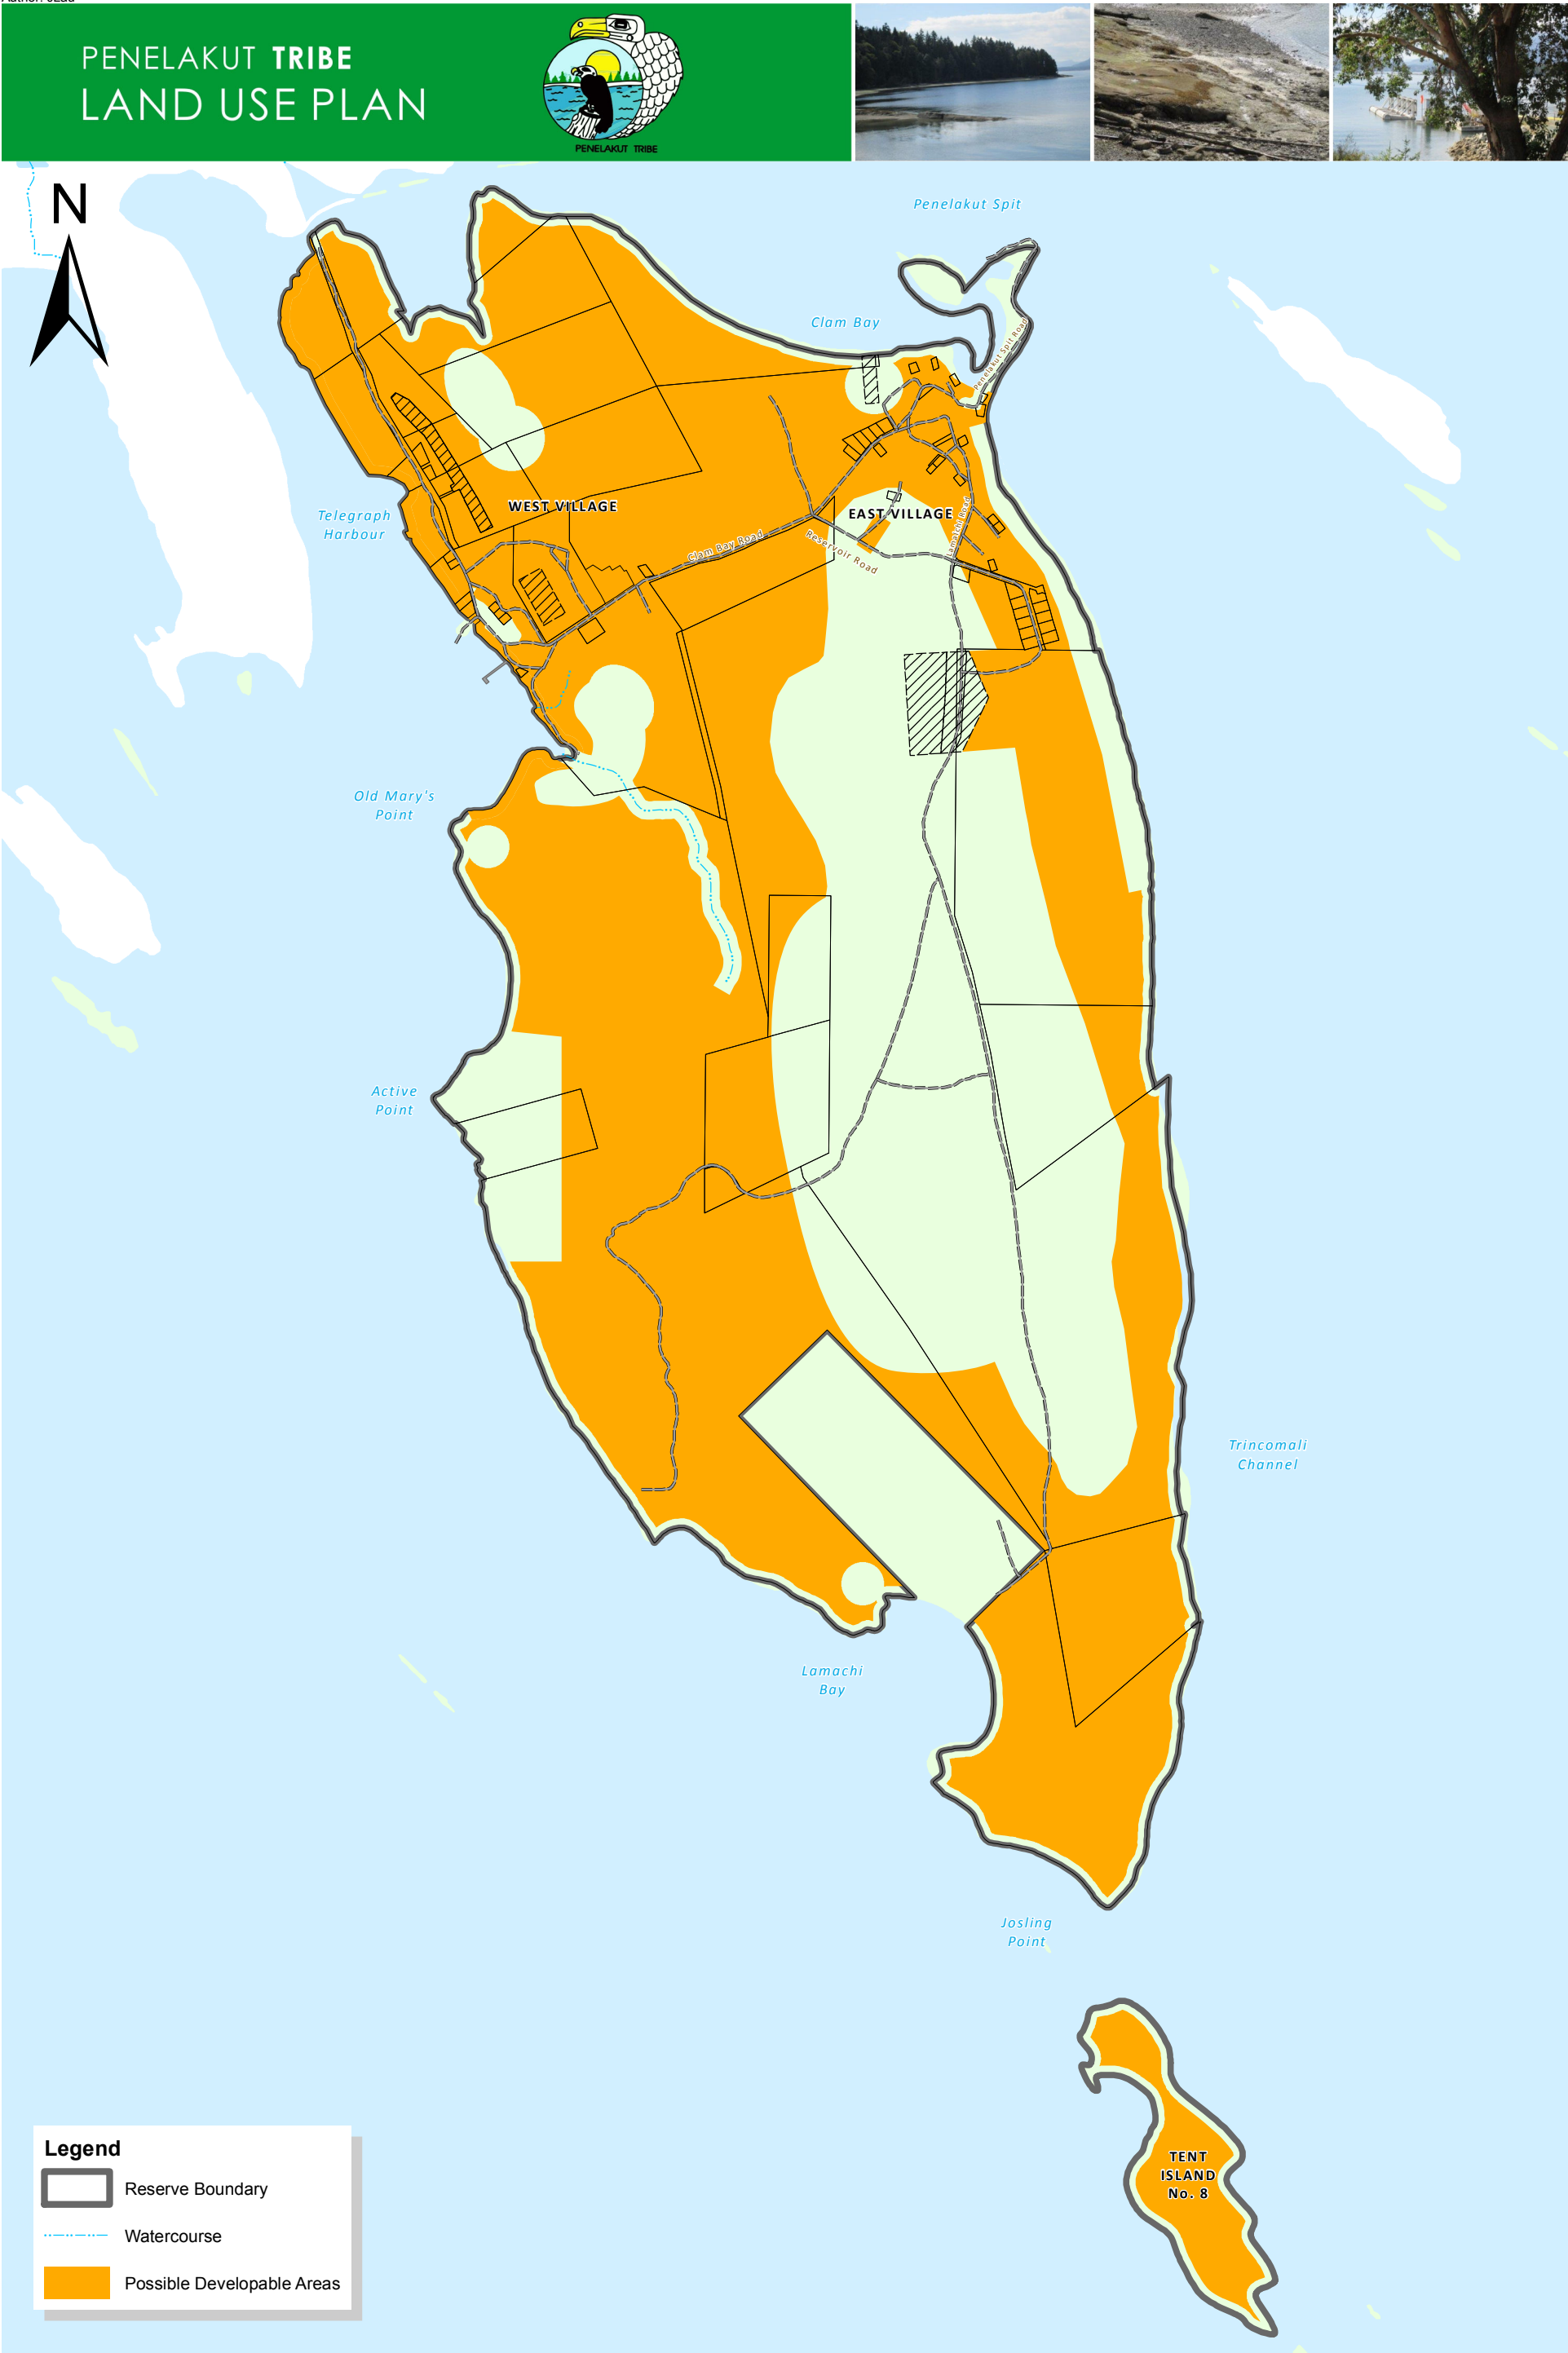 PENELAKUT TRIBE
LAND USE PLAN
PENELAKUT TRIBE
N
Penelakut Spit
Clam Bay
Penelakut Spit Road
WEST VILLAGE
EAST VILLAGE
Telegraph
Harbour
Clam Bay Road
Reservoir Road
Lamalchi Road
Old Mary's
Point
Active
Point
Trincomali
Channel
Lamachi
Bay
Josling
Point
TENT
ISLAND
No. 8
Legend
Reserve Boundary
Watercourse
Possible Developable Areas